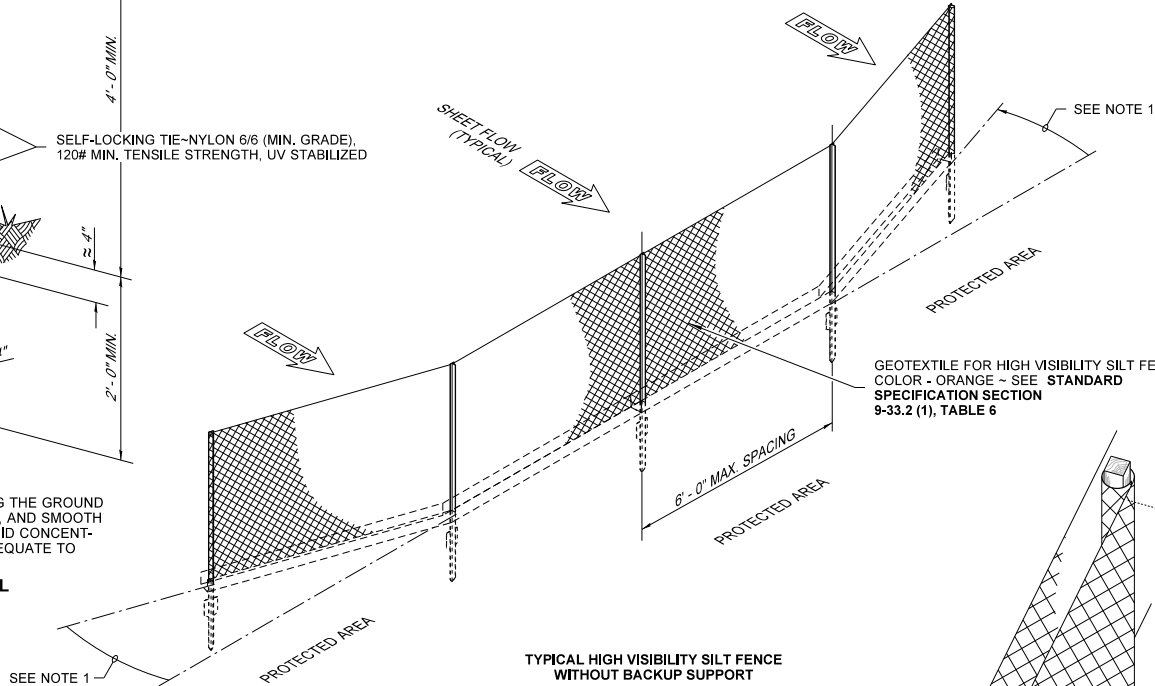 4'- 0" MIN.
FLOW
FLOW
SEE NOTE 1
SHEET FLOW
(TYPICAL)
FLOW
SELF-LOCKING TIE~NYLON 6/6 (MIN. GRADE),
120# MIN. TENSILE STRENGTH, UV STABILIZED
≈ 4"
2'- 0" MIN.
PROTECTED AREA
GEOTEXTILE FOR HIGH VISIBILITY SILT
COLOR - ORANGE ~ SEE STANDARD
SPECIFICATION SECTION
9-33.2 (1), TABLE 6
6' - 0" MAX. SPACING
PROTECTED AREA
THE GROUND
, AND SMOOTH
CONCENT-
EQUATE TO
PROTECTED AREA
SEE NOTE 1
TYPICAL HIGH VISIBILITY SILT FENCE
WITHOUT BACKUP SUPPORT